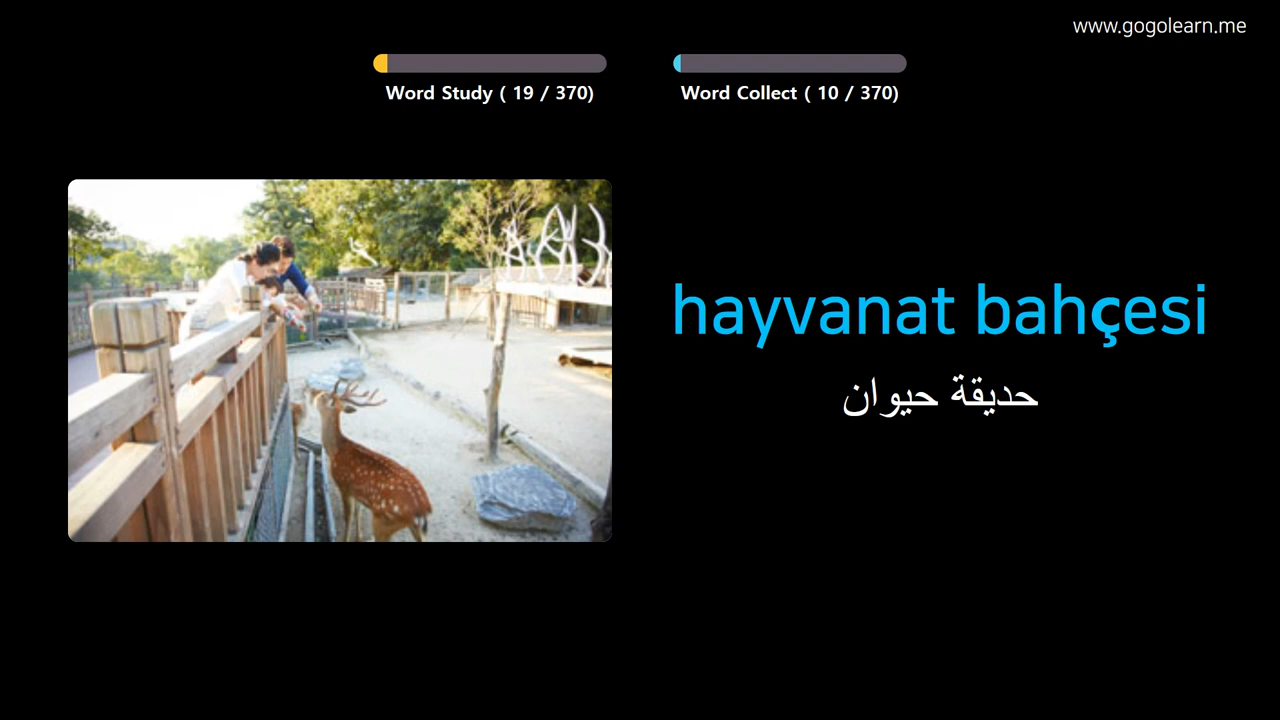 www.gogolearn.me
Word Study ( 19 / 370)
Word Collect ( 10 / 370)
hayvanat bahçesi
حديقة حيوان